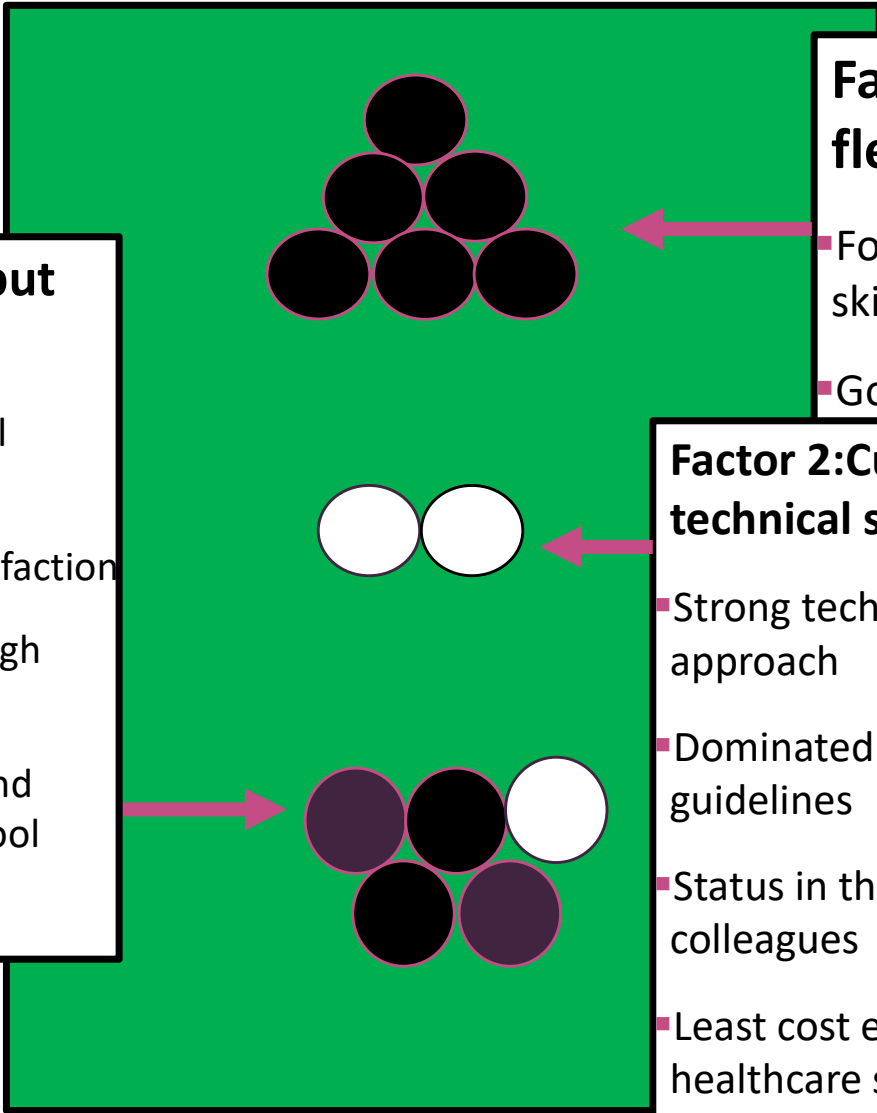 Fa
fle
Fo
ski
Go
out
l
faction
gh
nd
ool
Factor 2:Cu
technical s
Strong tech
approach
Dominated
guidelines
Status in th
colleagues
Least cost e
healthcare s